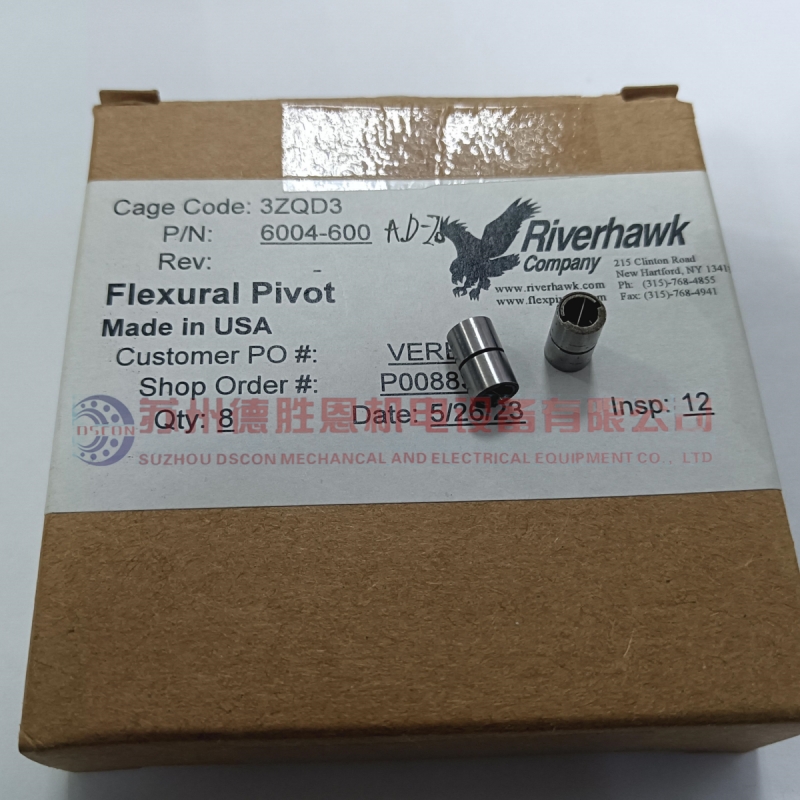 Cage Code: 3ZQD3
P/N: 6004-600
Rev:
Riverhawk
Company
215 Clinton Road
New Hartford, NY
www.riverhawk.com
Ph: (315)-768-4855
Fax: (315)-768-4941
Flexural Pivot
Made in USA
Customer PO #:
Shop Order #:
Qty: 8
Date: 5/26/23
Insp: 12
DSCON
苏州德胜恩机电设备有限公司
SUZHOU DSCON MECHANCAL AND ELECTRICAL EQUIPMENT CO., LTD